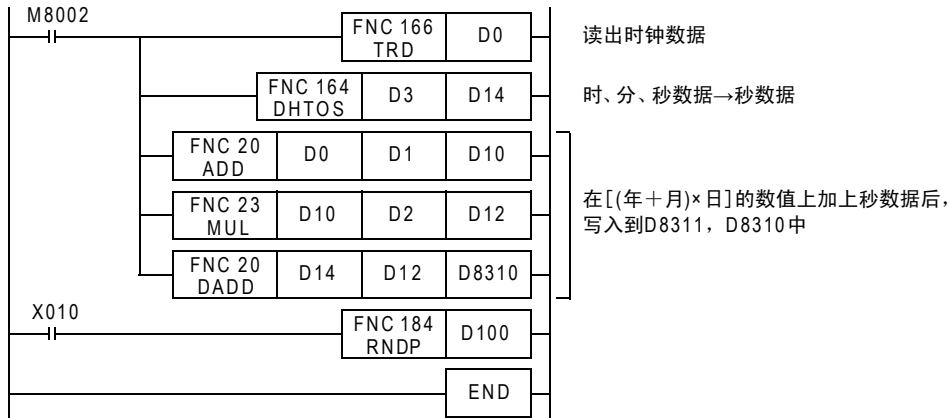 M8002
FNC 166 TRD D0 读出时钟数据
FNC 164 DHTOS D3 D14 时、分、秒数据→秒数据
FNC 20 ADD D0 D1 D10
FNC 23 MUL D10 D2 D12
在[(年＋月)×日]的数值上加上秒数据后，
写入到D8311，D8310中
FNC 20 DADD D14 D12 D8310
X010
FNC 184 RNDP D100
END